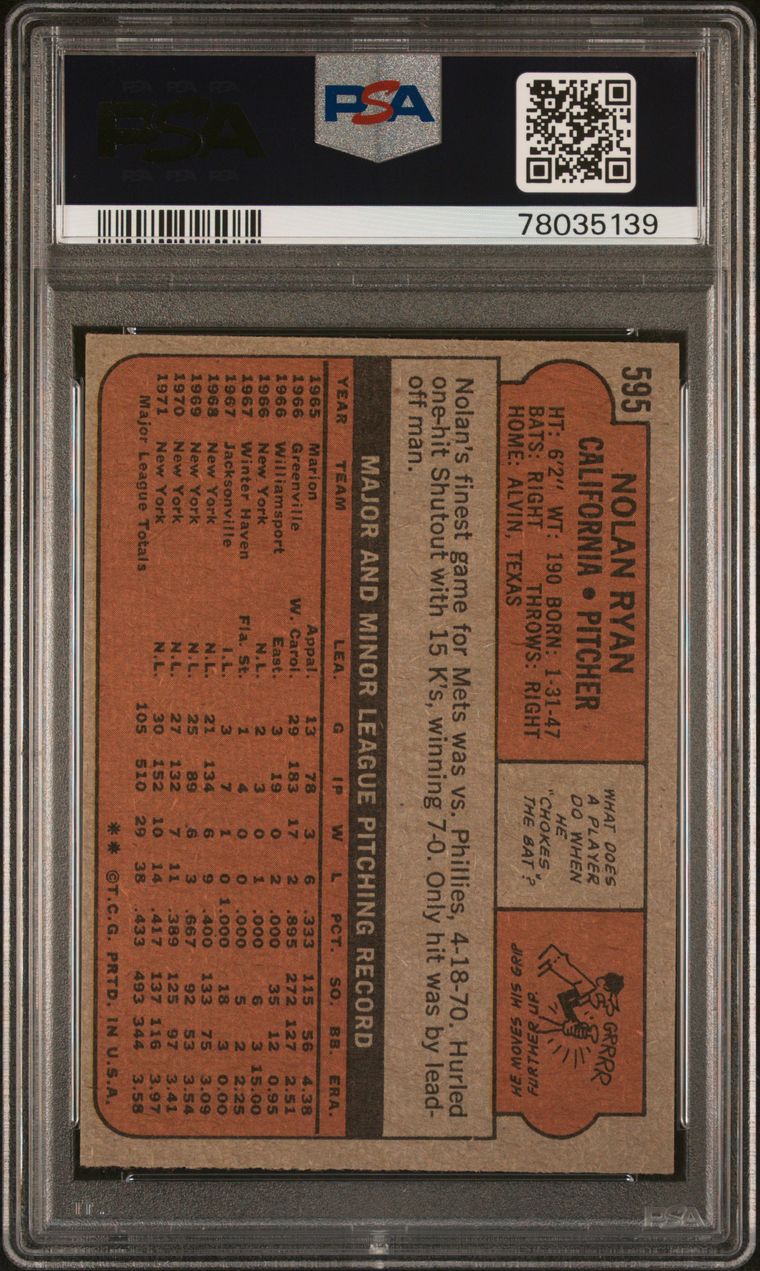 PSA
PSA PSA PSA
PSA
PSA PSA PSA
78035139
595
NOLAN RYAN
CALIFORNIA • PITCHER
HT: 6'2" WT: 190 BORN: 1-31-47
BATS: RIGHT THROWS: RIGHT
HOME: ALVIN, TEXAS
WHAT DOES
A PLAYER
DO WHEN
HE
"CHOKES"
THE BAT?
GRRRR
HE MOVES HIS GRIP
FURTHER UP.
Nolan's finest game for Mets was vs. Phillies, 4-18-70. Hurled
one-hit Shutout with 15 K's, winning 7-0. Only hit was by lead-
off man.
MAJOR AND MINOR LEAGUE PITCHING RECORD
YEAR TEAM LEA. G IP W L PCT. SO. BB. ERA.
1965 Marion Appal. 13 78 3 6 .333 115 56 4.38
1966 Greenville W. Carol. 29 183 17 2 .895 272 127 2.51
1966 Williamsport East. 3 19 0 2 .000 35 12 0.95
1966 New York N.L. 2 3 0 1 .000 6 3 15.00
1967 Winter Haven Fla. St. 1 4 0 0 .000 5 2 2.25
1967 Jacksonville I.L. 3 7 1 0 1.000 18 3 0.00
1968 New York N.L. 21 134 6 9 .400 133 75 3.09
1969 New York N.L. 25 89 6 3 .667 92 53 3.54
1970 New York N.L. 27 132 7 11 .389 125 97 3.41
1971 New York N.L. 30 152 10 14 .417 137 116 3.97
Major League Totals 105 510 29 38 .433 493 344 3.58
** ©T.C.G. PRTD. IN U.S.A.
PSA